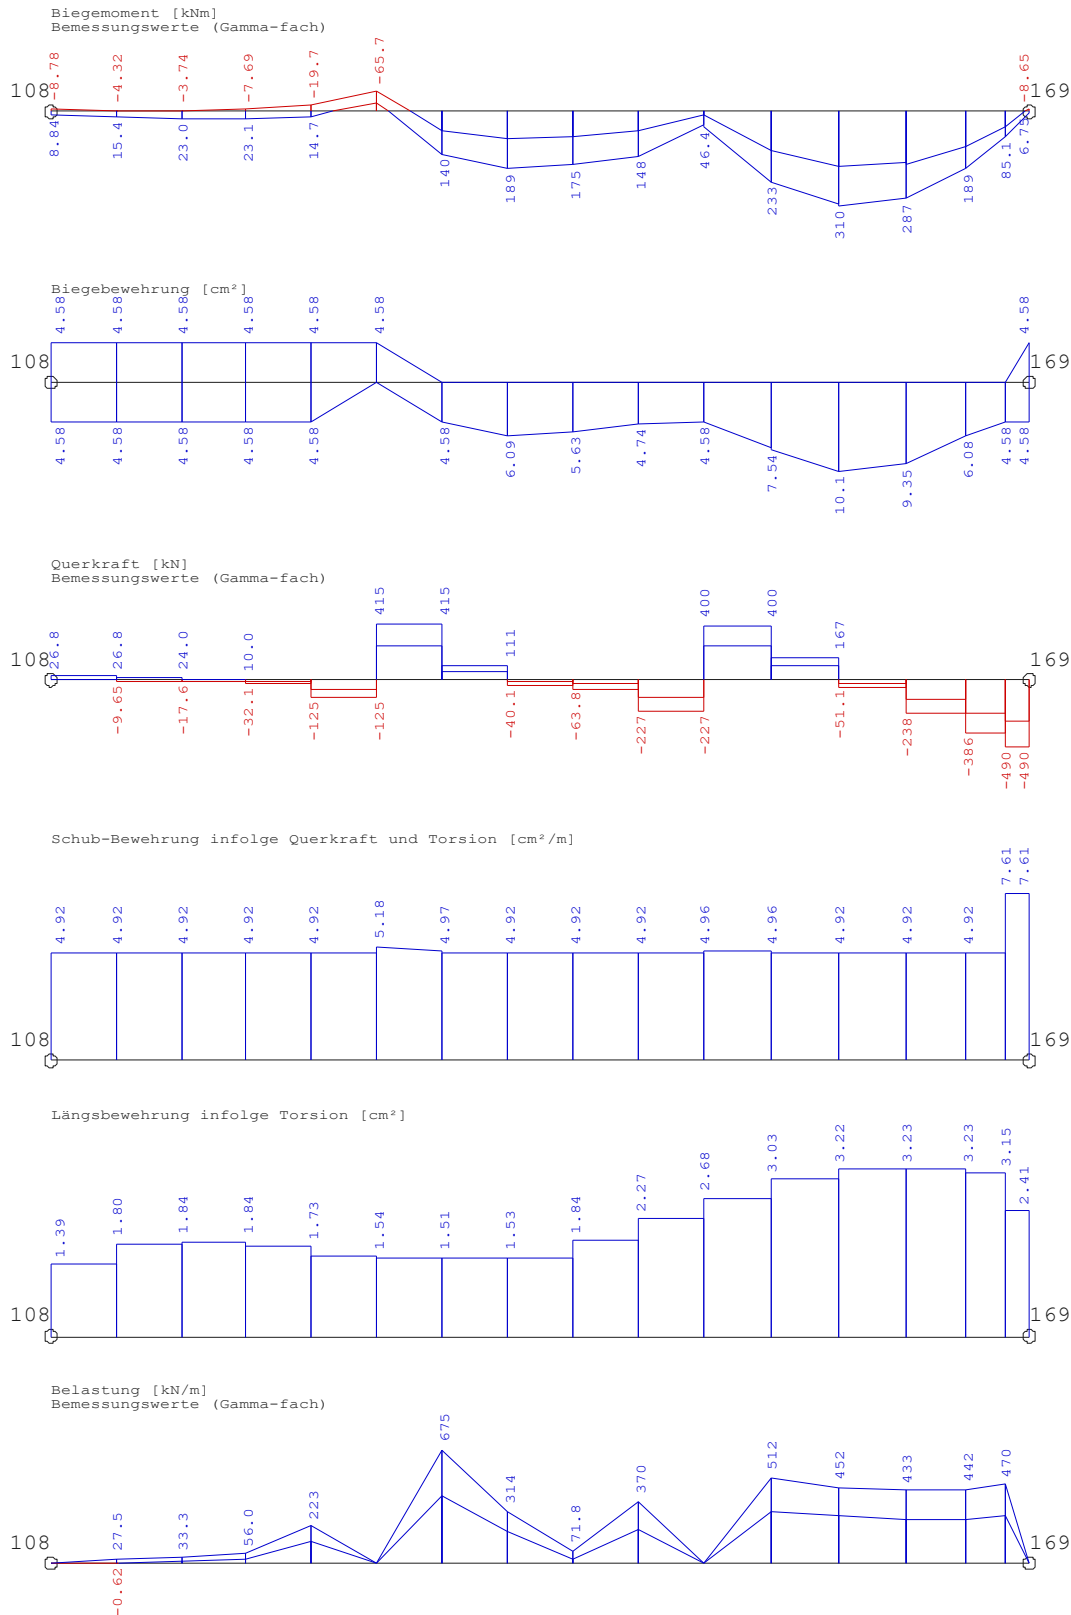 Biegemoment [kNm]
Bemessungswerte (Gamma-fach)
-8.78 -4.32 -3.74 -7.69 -19.7 -65.7 -8.65
108 169
8.84 15.4 23.0 23.1 14.7 140 189 175 148 46.4 233 310 287 189 85.1 6.75
Biegebewehrung [cm²]
4.58 4.58 4.58 4.58 4.58 4.58 4.58
108 169
4.58 4.58 4.58 4.58 4.58 4.58 6.09 5.63 4.74 4.58 7.54 10.1 9.35 6.08 4.58 4.58
Querkraft [kN]
Bemessungswerte (Gamma-fach)
26.8 26.8 24.0 10.0 415 415 111 400 400 167
108 169
-9.65 -17.6 -32.1 -125 -125 -40.1 -63.8 -227 -227 -51.1 -238 -386 -490 -490
Schub-Bewehrung infolge Querkraft und Torsion [cm²/m]
4.92 4.92 4.92 4.92 4.92 5.18 4.97 4.92 4.92 4.92 4.96 4.96 4.92 4.92 4.92 7.61 7.61
108 169
Längsbewehrung infolge Torsion [cm²]
1.39 1.80 1.84 1.84 1.73 1.54 1.51 1.53 1.84 2.27 2.68 3.03 3.22 3.23 3.23 3.15 2.41
108 169
Belastung [kN/m]
Bemessungswerte (Gamma-fach)
27.5 33.3 56.0 223 675 314 71.8 370 512 452 433 442 470
108 169
-0.62